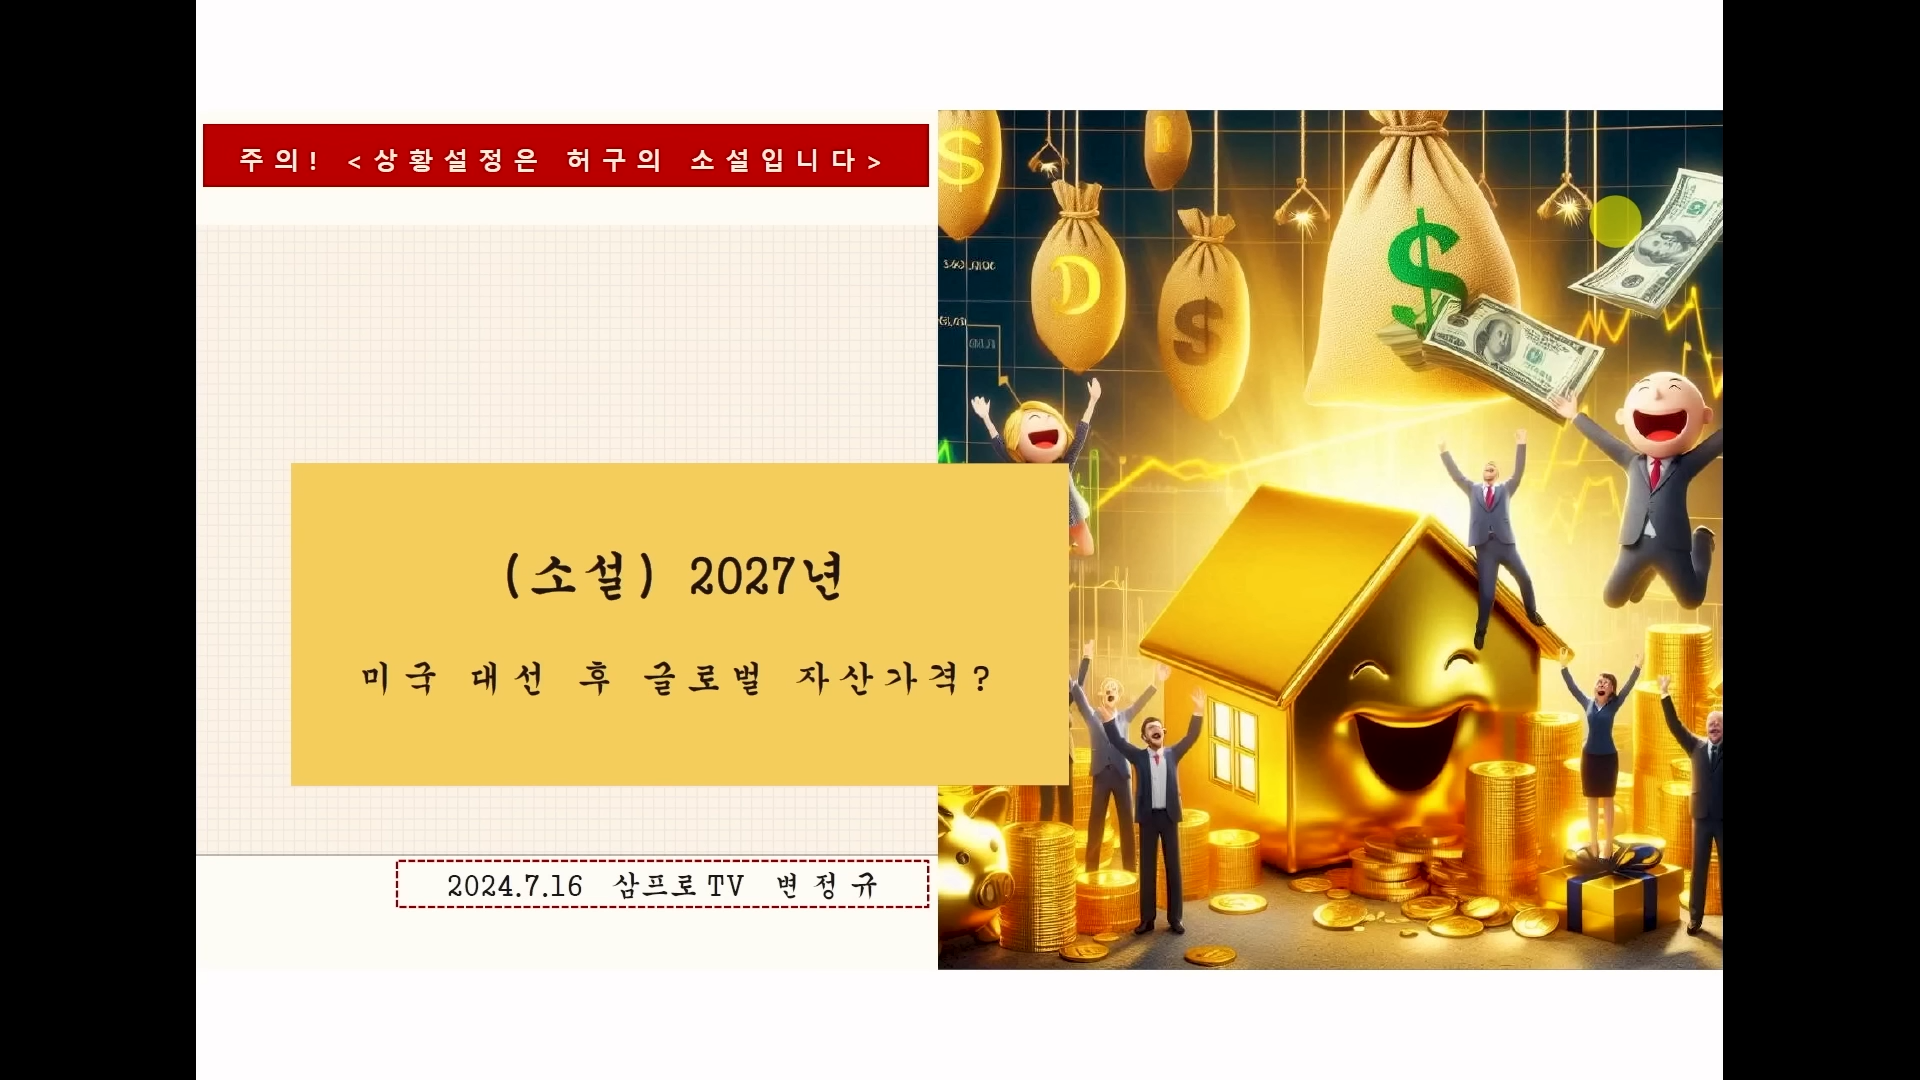 주의! <상황설정은 허구의 소설입니다>
(소설) 2027년
미국 대선 후 글로벌 자산가격?
2024.7.16 삼프로TV 변정규